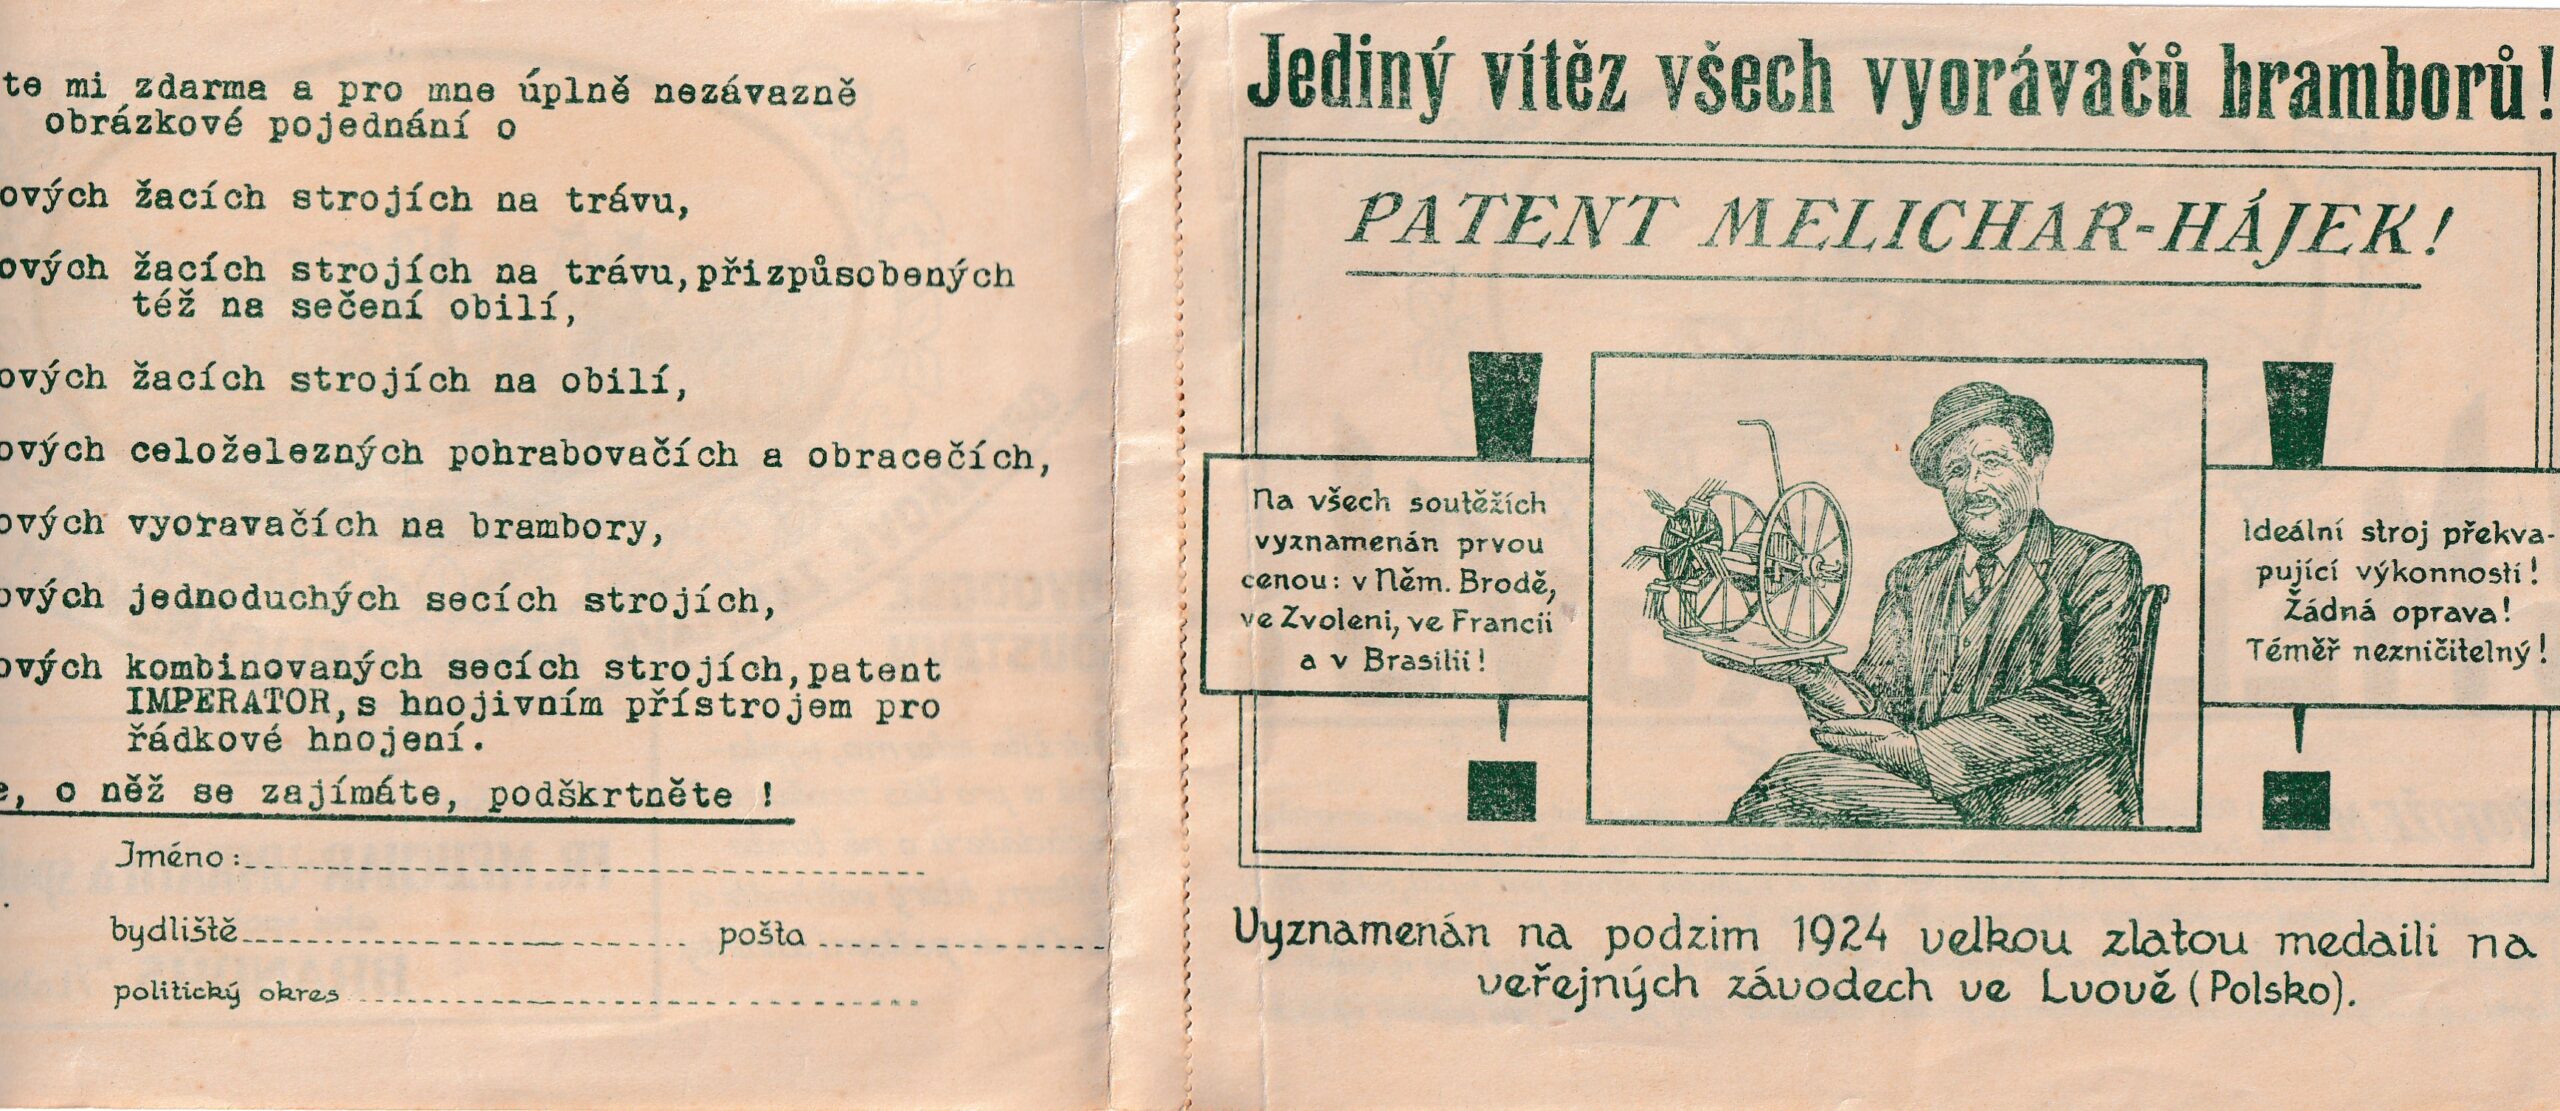 te mi zdarma a pro mne úplně nezávazně
obrázkové pojednání o
ových žacích strojích na trávu,
ových žacích strojích na trávu,přizpůsobených
též na sečení obilí,
ových žacích strojích na obilí,
ových celoželezných pohrabovačích a obracečích,
ových vyoravačích na brambory,
ových jednoduchých secích strojích,
ových kombinovaných secích strojích,patent
IMPERATOR,s hnojivním přístrojem pro
řádkové hnojení.
e, o něž se zajímáte, podškrtněte !
Jméno:
bydliště pošta
politický okres
Jediný vítěz všech vyorávačů bramborů!
PATENT MELICHAR-HÁJEK!
Na všech soutěžích
vyznamenán prvou
cenou: v Něm. Brodě,
ve Zvoleni, ve Francii
a v Brasilii!
Ideální stroj překva-
pující výkonností!
Žádná oprava!
Téměř nezničitelný!
Vyznamenán na podzim 1924 velkou zlatou medaili na
veřejných závodech ve Lvově (Polsko).